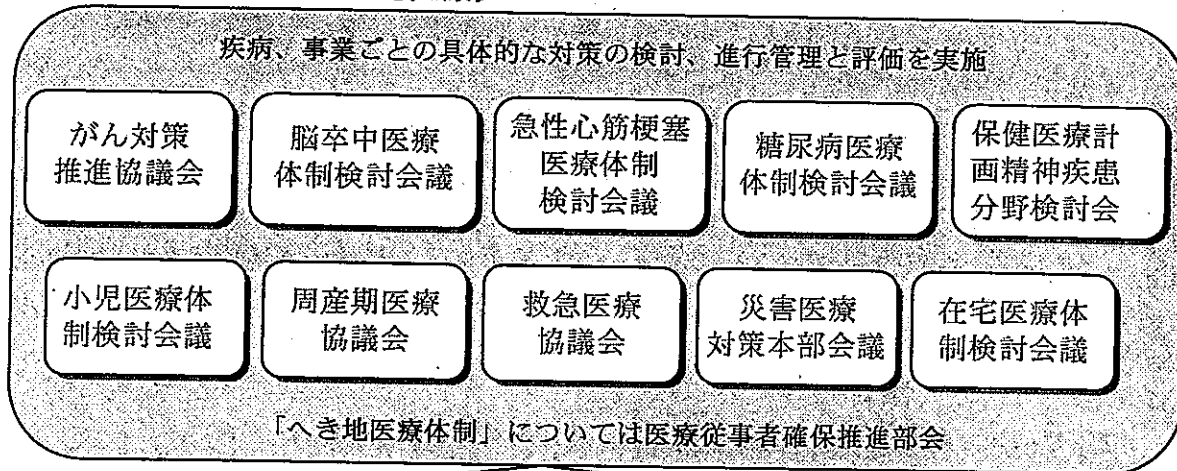 疾病、事業ごとの具体的な対策の検討、進行管理と評価を実施
がん対策
推進協議会
脳卒中医療
体制検討会議
急性心筋梗塞
医療体制
検討会議
糖尿病医療
体制検討会議
保健医療計
画精神疾患
分野検討会
小児医療体
制検討会議
周産期医療
協議会
救急医療
協議会
災害医療
対策本部会議
在宅医療体
制検討会議
「へき地医療体制」については医療従事者確保推進部会